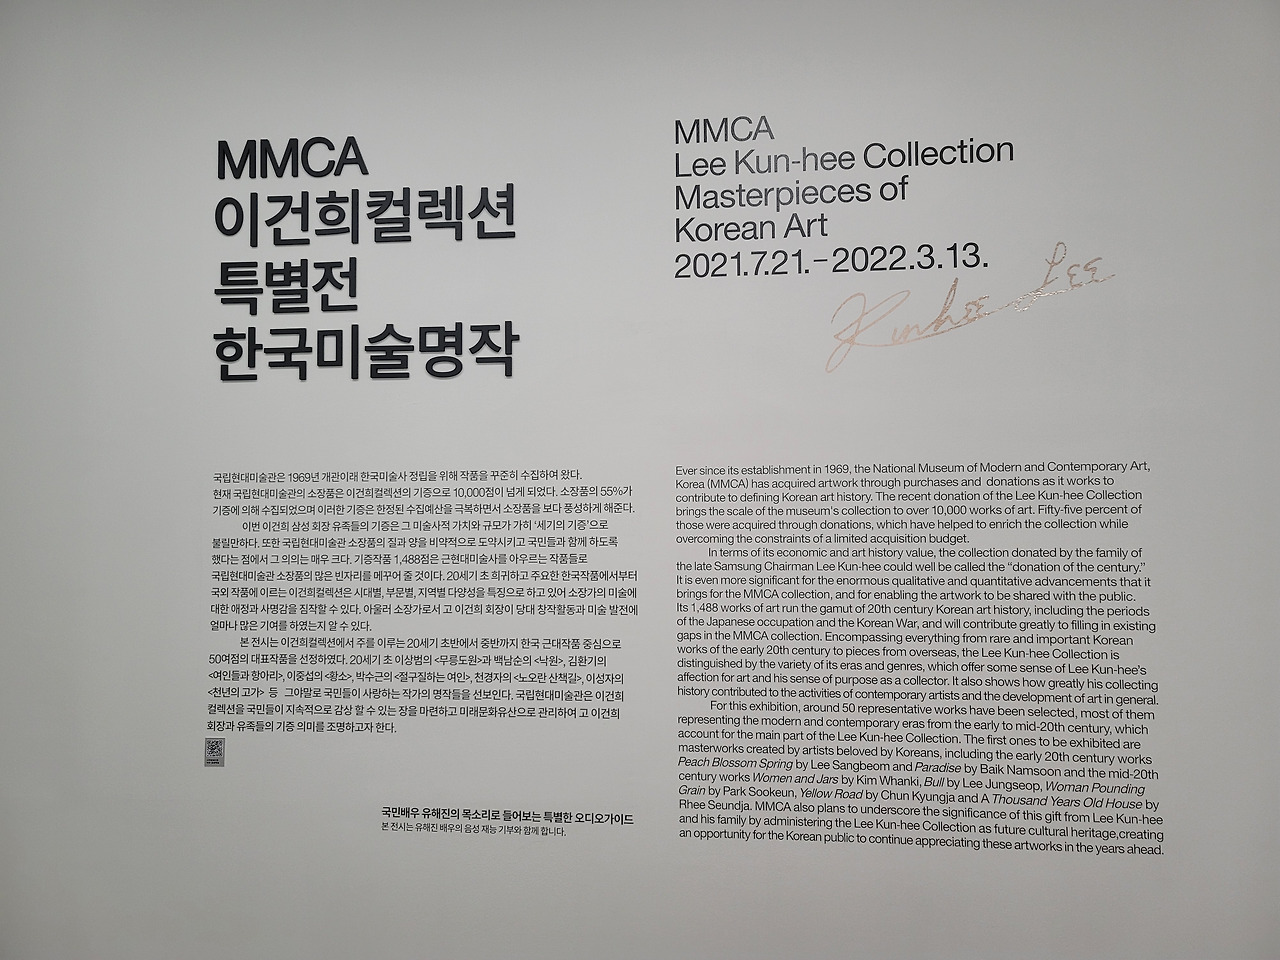 MMCA
이건희컬렉션
특별전
한국미술명작
MMCA
Lee Kun-hee Collection
Masterpieces of
Korean Art
2021.7.21.-2022.3.13.
Kunhee Lee
국립현대미술관은 1969년 개관이래 한국미술사 정립을 위해 작품을 꾸준히 수집하여 왔다.
현재 국립현대미술관의 소장품은 이건희컬렉션의 기증으로 10,000점이 넘게 되었다. 소장품의 55%가
기증에 의해 수집되었으며 이러한 기증은 한정된 수집예산을 극복하면서 소장품을 보다 풍성하게 해준다.
이번 이건희 삼성 회장 유족들의 기증은 그 미술사적 가치와 규모가 가히 ‘세기의 기증’으로
불릴만하다. 또한 국립현대미술관 소장품의 질과 양을 비약적으로 도약시키고 국민들과 함께 하도록
했다는 점에서 그 의의는 매우 크다. 기증작품 1,488점은 근현대미술사를 아우르는 작품들로
국립현대미술관 소장품의 많은 빈자리를 메꾸어 줄 것이다. 20세기 초 희귀하고 주요한 한국작품에서부터
국외 작품에 이르는 이건희컬렉션은 시대별, 부문별, 지역별 다양성을 특징으로 하고 있어 소장가의 미술에
대한 애정과 사명감을 짐작할 수 있다. 아울러 소장가로서 고 이건희 회장이 당대 창작활동과 미술 발전에
얼마나 많은 기여를 하였는지 알 수 있다.
본 전시는 이건희컬렉션에서 주를 이루는 20세기 초반에서 중반까지 한국 근대작품 중심으로
50여점의 대표작품을 선정하였다. 20세기 초 이상범의 <무릉도원>과 백남순의 <낙원>, 김환기의
<여인들과 항아리>, 이중섭의 <황소>, 박수근의 <절구질하는 여인>, 천경자의 <노오란 산책길>, 이성자의
<천년의 고가> 등 그야말로 국민들이 사랑하는 작가의 명작들을 선보인다. 국립현대미술관은 이건희
컬렉션을 국민들이 지속적으로 감상 할 수 있는 장을 마련하고 미래문화유산으로 관리하여 고 이건희
회장과 유족들의 기증 의미를 조명하고자 한다.
국민배우 유해진의 목소리로 들어보는 특별한 오디오가이드
본 전시는 유해진 배우의 음성 재능 기부와 함께 합니다.
Ever since its establishment in 1969, the National Museum of Modern and Contemporary Art,
Korea (MMCA) has acquired artwork through purchases and donations as it works to
contribute to defining Korean art history. The recent donation of the Lee Kun-hee Collection
brings the scale of the museum's collection to over 10,000 works of art. Fifty-five percent of
those were acquired through donations, which have helped to enrich the collection while
overcoming the constraints of a limited acquisition budget.
In terms of its economic and art history value, the collection donated by the family of
the late Samsung Chairman Lee Kun-hee could well be called the “donation of the century.”
It is even more significant for the enormous qualitative and quantitative advancements that it
brings for the MMCA collection, and for enabling the artwork to be shared with the public.
Its 1,488 works of art run the gamut of 20th century Korean art history, including the periods
of the Japanese occupation and the Korean War, and will contribute greatly to filling in existing
gaps in the MMCA collection. Encompassing everything from rare and important Korean
works of the early 20th century to pieces from overseas, the Lee Kun-hee Collection is
distinguished by the variety of its eras and genres, which offer some sense of Lee Kun-hee's
affection for art and his sense of purpose as a collector. It also shows how greatly his collecting
history contributed to the activities of contemporary artists and the development of art in general.
For this exhibition, around 50 representative works have been selected, most of them
representing the modern and contemporary eras from the early to mid-20th century, which
account for the main part of the Lee Kun-hee Collection. The first ones to be exhibited are
masterworks created by artists beloved by Koreans, including the early 20th century works
Peach Blossom Spring by Lee Sangbeom and Paradise by Baik Namsoon and the mid-20th
century works Women and Jars by Kim Whanki, Bull by Lee Jungseop, Woman Pounding
Grain by Park Sookeun, Yellow Road by Chun Kyungja and A Thousand Years Old House by
Rhee Seundja. MMCA also plans to underscore the significance of this gift from Lee Kun-hee
and his family by administering the Lee Kun-hee Collection as future cultural heritage,creating
an opportunity for the Korean public to continue appreciating these artworks in the years ahead.